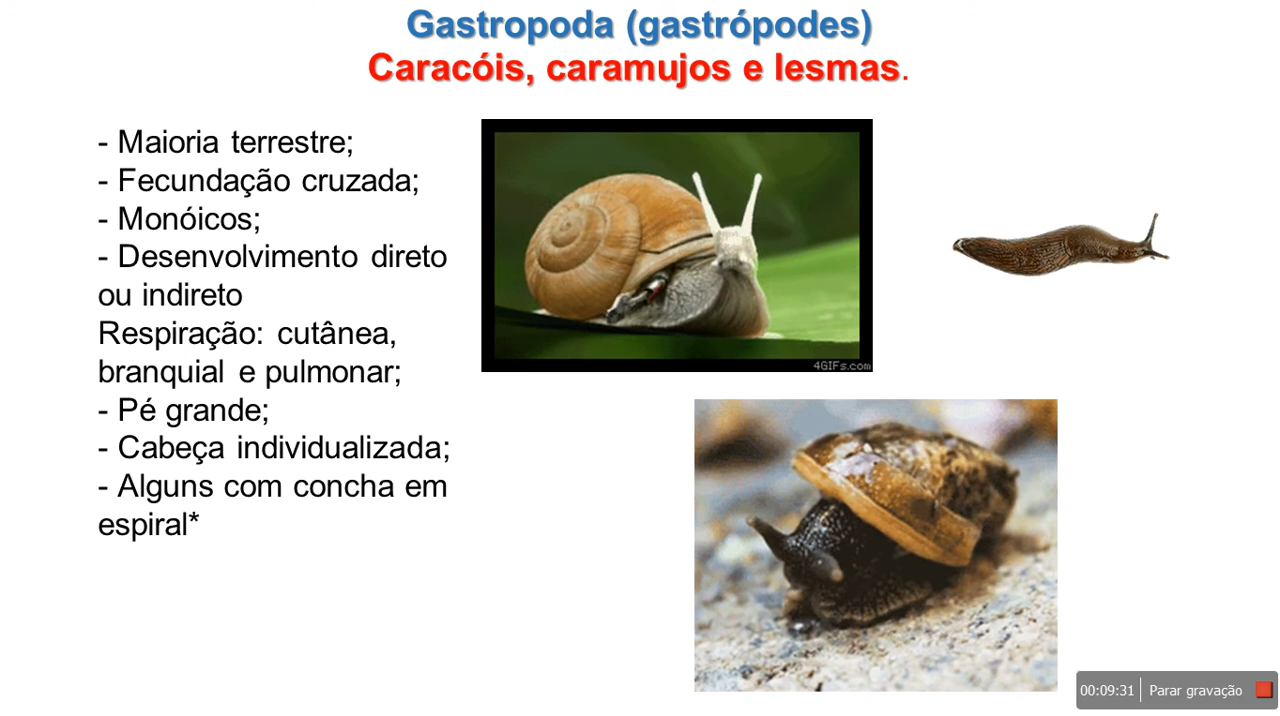 Gastropoda (gastrópodes)
Caracóis, caramujos e lesmas.
- Maioria terrestre;
- Fecundação cruzada;
- Monóicos;
- Desenvolvimento direto
ou indireto
Respiração: cutânea,
branquial e pulmonar;
- Pé grande;
- Cabeça individualizada;
- Alguns com concha em
espiral*
4GIFs.com
00:09:31 Parar gravação